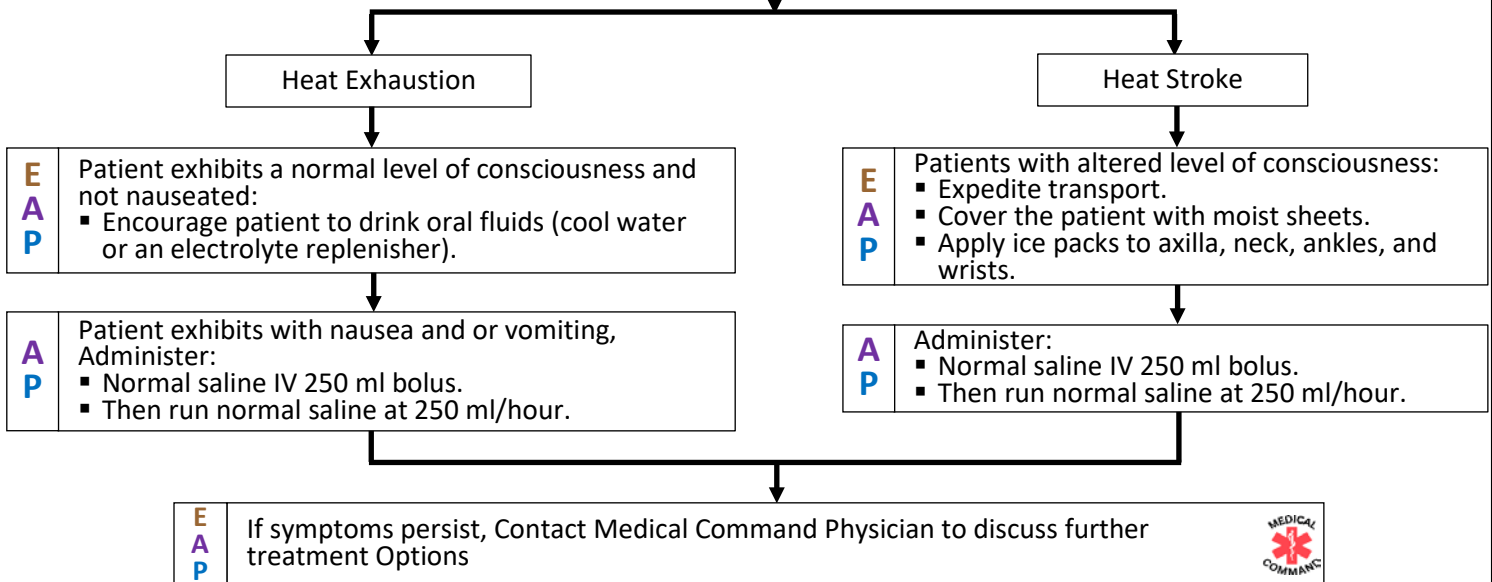 Heat Exhaustion
Heat Stroke
E
A
P
Patient exhibits a normal level of consciousness and
not nauseated:
▪ Encourage patient to drink oral fluids (cool water
or an electrolyte replenisher).
E
A
P
Patients with altered level of consciousness:
▪ Expedite transport.
▪ Cover the patient with moist sheets.
▪ Apply ice packs to axilla, neck, ankles, and
wrists.
A
P
Patient exhibits with nausea and or vomiting,
Administer:
▪ Normal saline IV 250 ml bolus.
▪ Then run normal saline at 250 ml/hour.
A
P
Administer:
▪ Normal saline IV 250 ml bolus.
▪ Then run normal saline at 250 ml/hour.
E
A
P
If symptoms persist, Contact Medical Command Physician to discuss further
treatment Options
MEDICAL
COMMAND